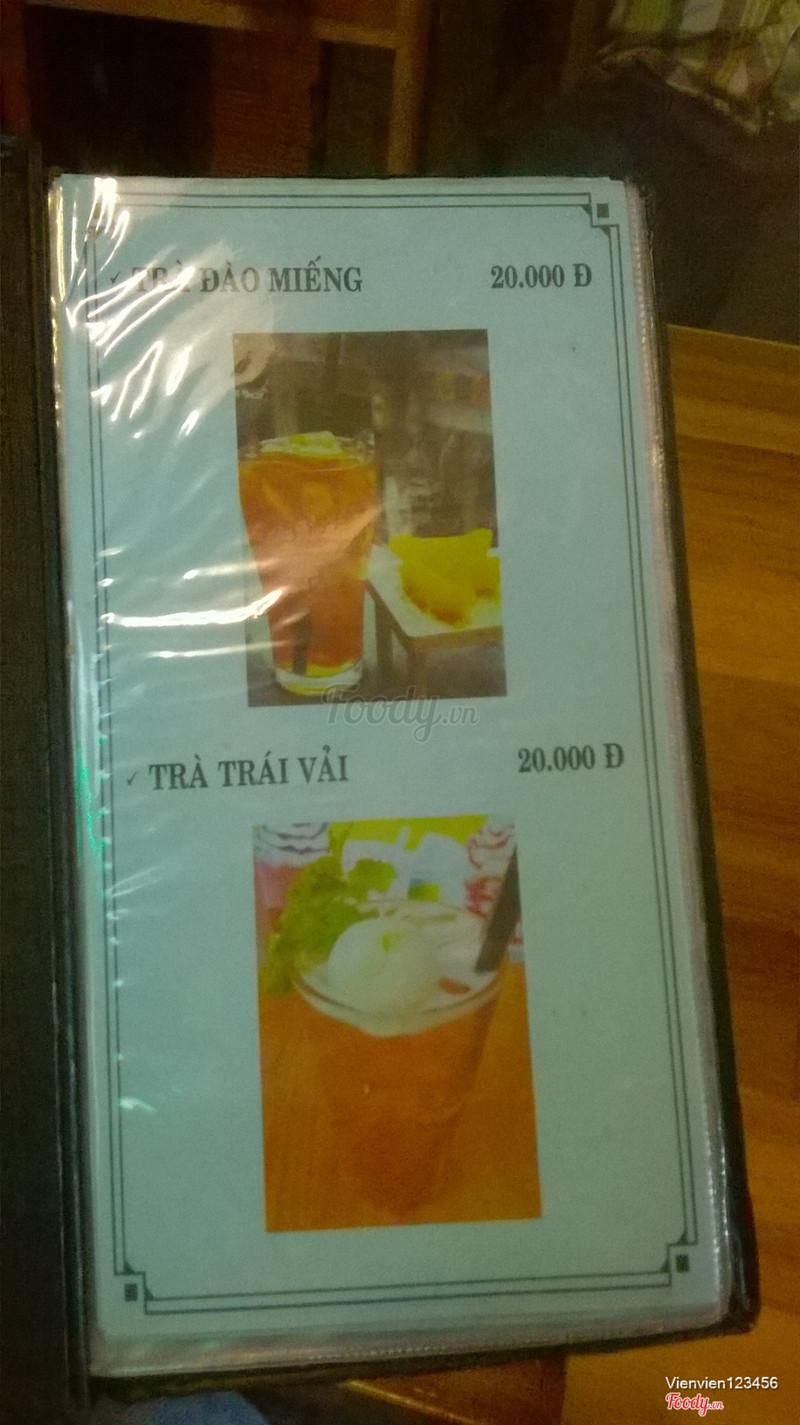 ✓ TRÀ ĐÀO MIẾNG 20.000 Đ
Foody.vn
✓ TRÀ TRÁI VẢI 20.000 Đ
Vienvien123456
Foody.vn